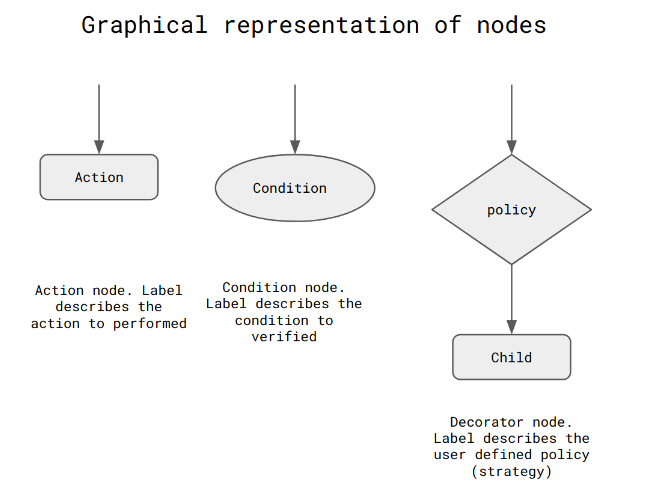 Graphical representation of nodes
Action
Condition
policy
Child
Action node. Label
describes the
action to performed
Condition node.
Label describes the
condition to
verified
Decorator node.
Label describes the
user defined policy
(strategy)